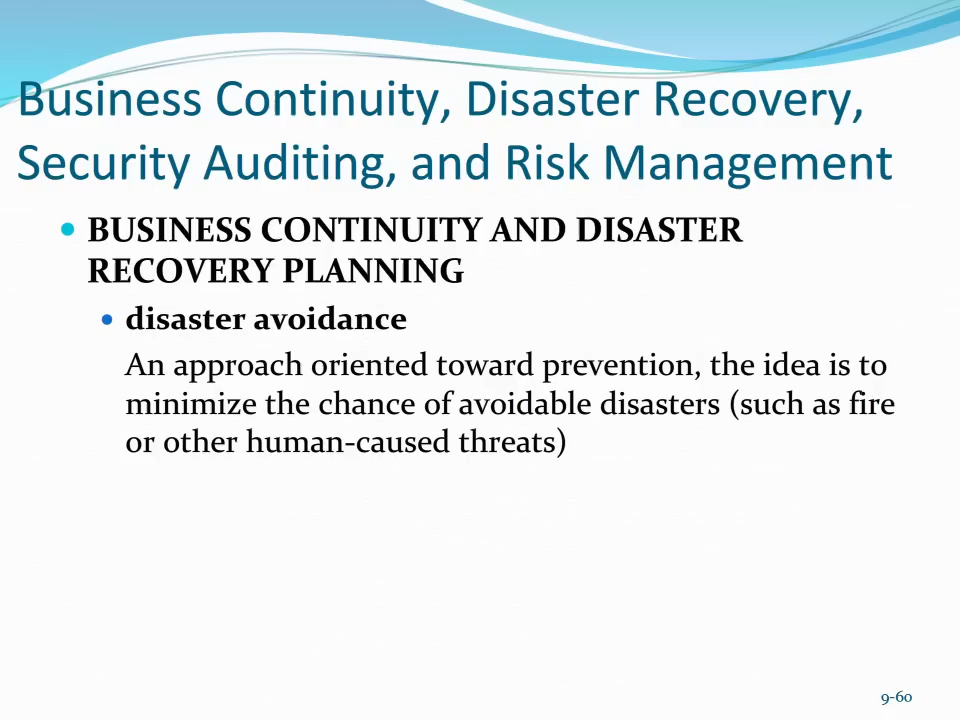 Business Continuity, Disaster Recovery,
Security Auditing, and Risk Management
BUSINESS CONTINUITY AND DISASTER
RECOVERY PLANNING
disaster avoidance
An approach oriented toward prevention, the idea is to
minimize the chance of avoidable disasters (such as fire
or other human-caused threats)
9-60